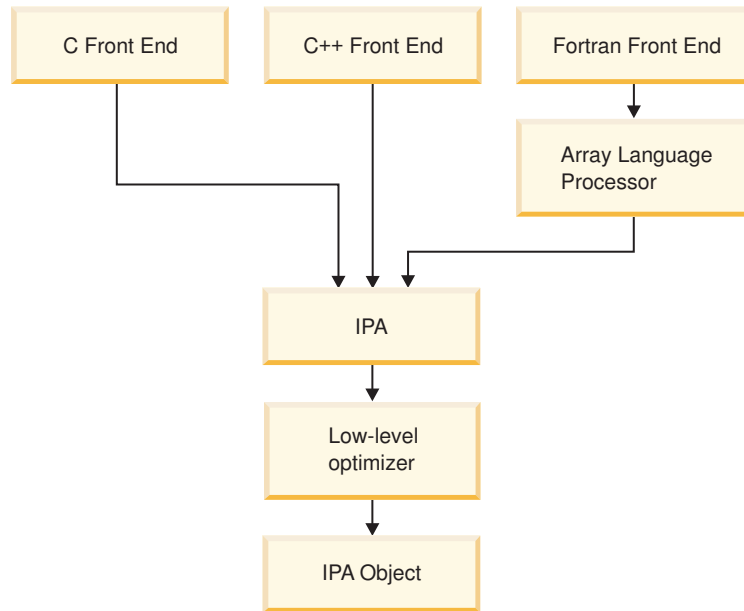 C Front End
C++ Front End
Fortran Front End
Array Language
Processor
IPA
Low-level
optimizer
IPA Object